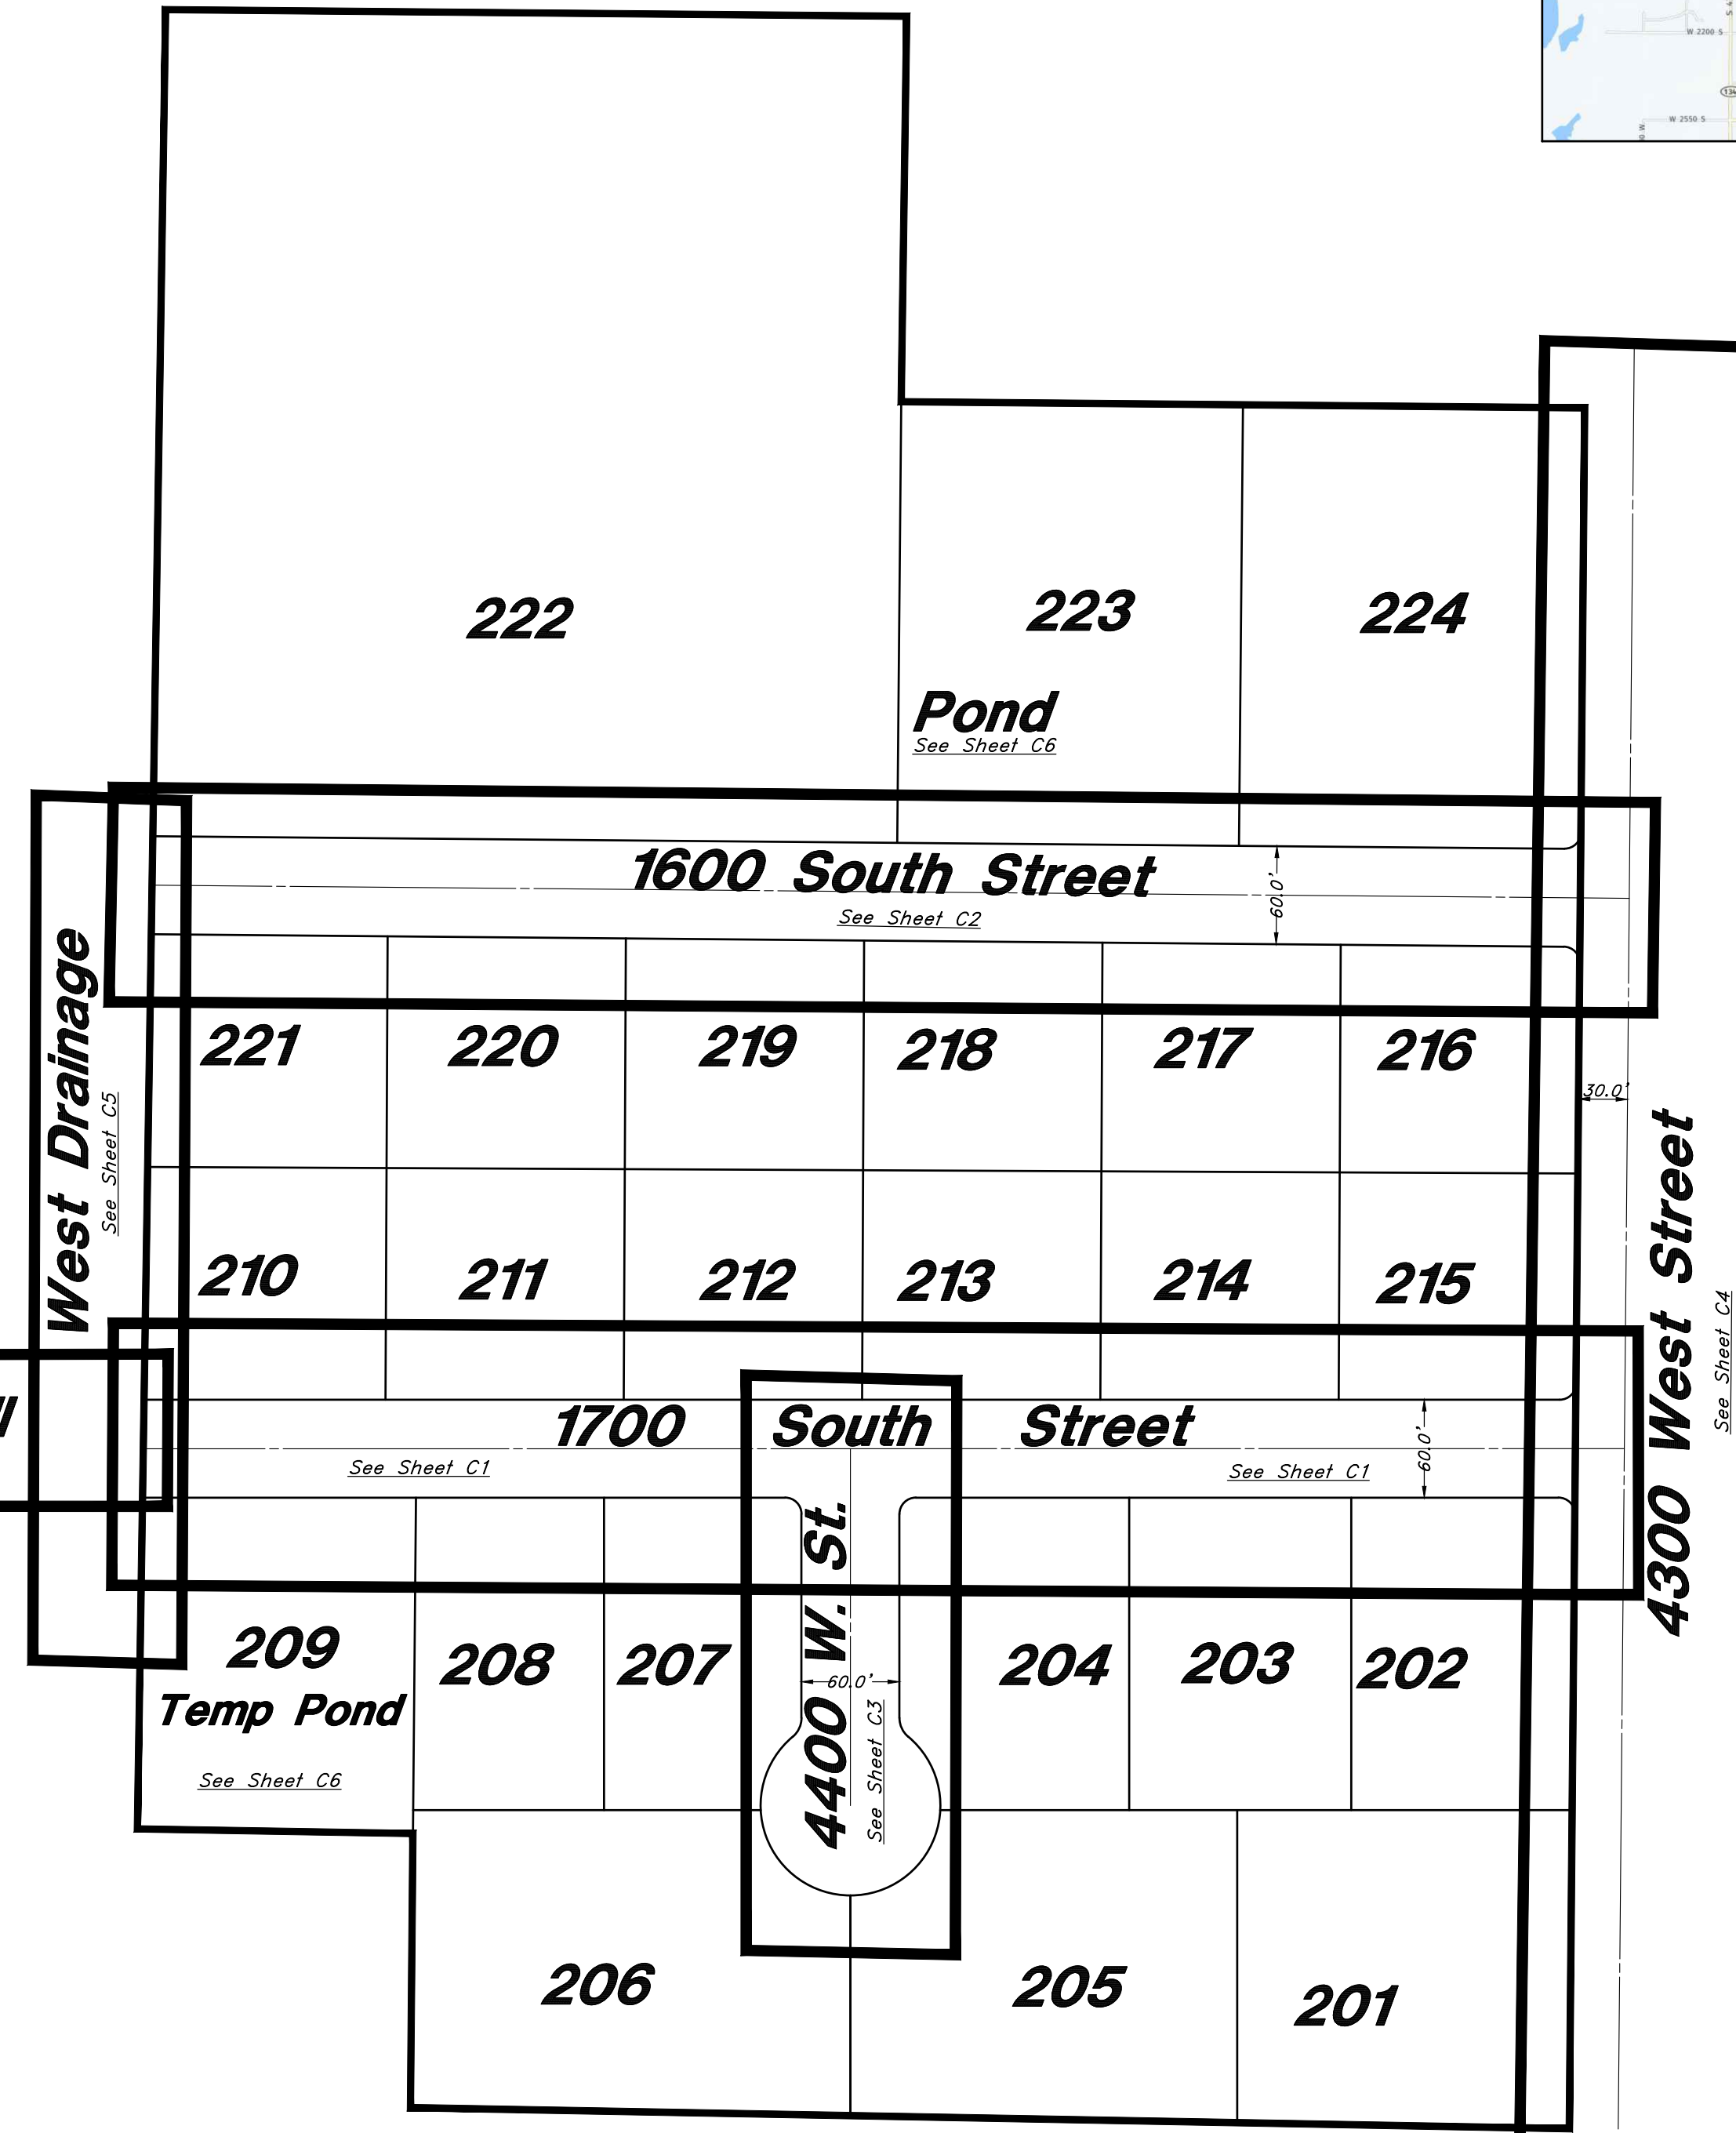 W 2200 S
W 2550 S
222
223
224
Pond
See Sheet C6
1600 South Street
See Sheet C2
60.0'
West Drainage
See Sheet C5
221
220
219
218
217
216
30.0'
210
211
212
213
214
215
4300 West Street
See Sheet C4
1700 South Street
See Sheet C1
See Sheet C1
60.0'
4400 W. St.
See Sheet C3
60.0'
209
Temp Pond
See Sheet C6
208
207
204
203
202
206
205
201